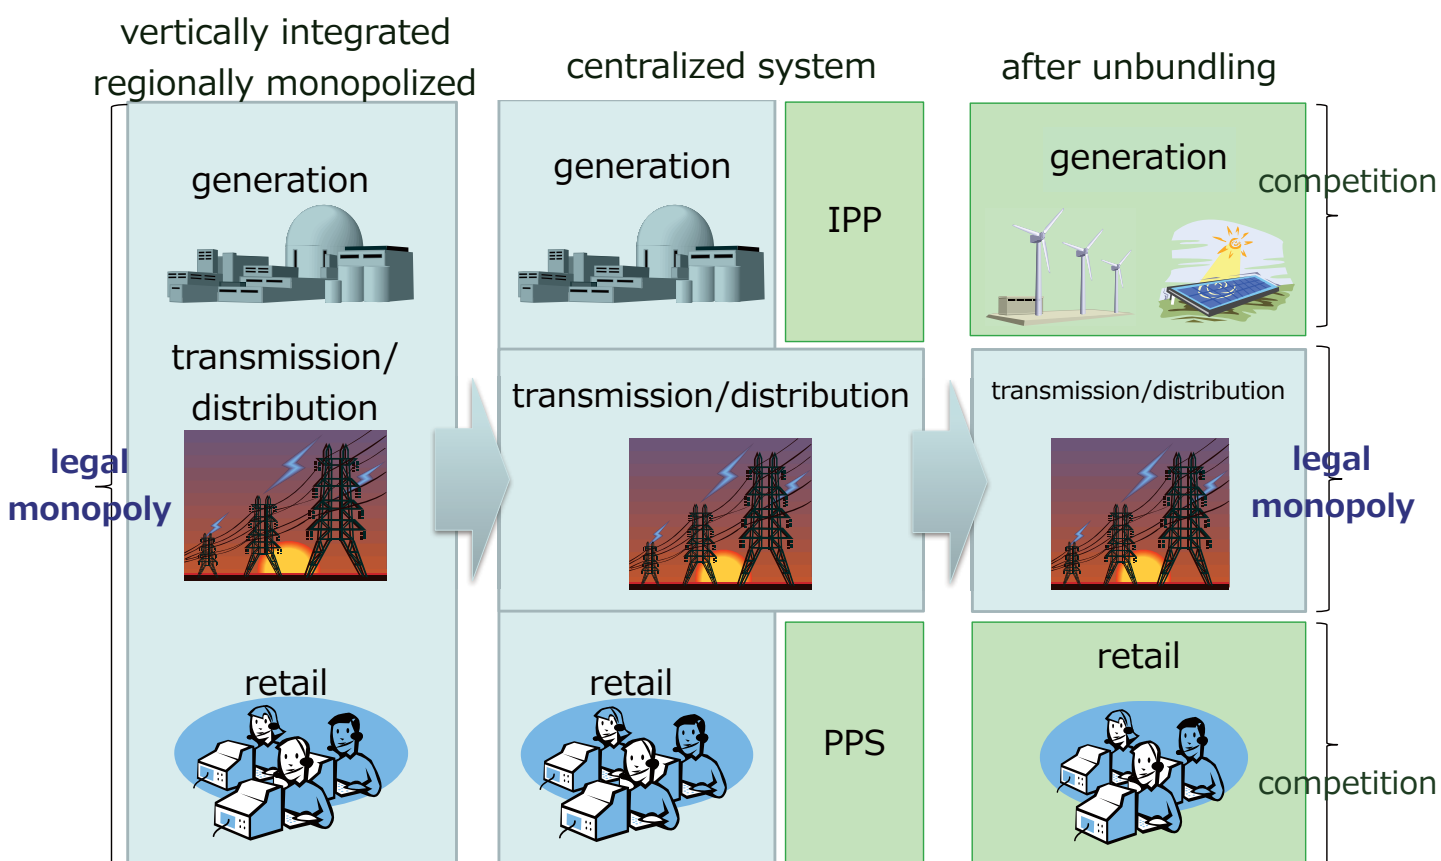 vertically integrated
regionally monopolized
centralized system
after unbundling
generation
transmission/
distribution
retail
legal
monopoly
generation
IPP
transmission/distribution
retail
PPS
generation
competition
transmission/distribution
legal
monopoly
retail
competition